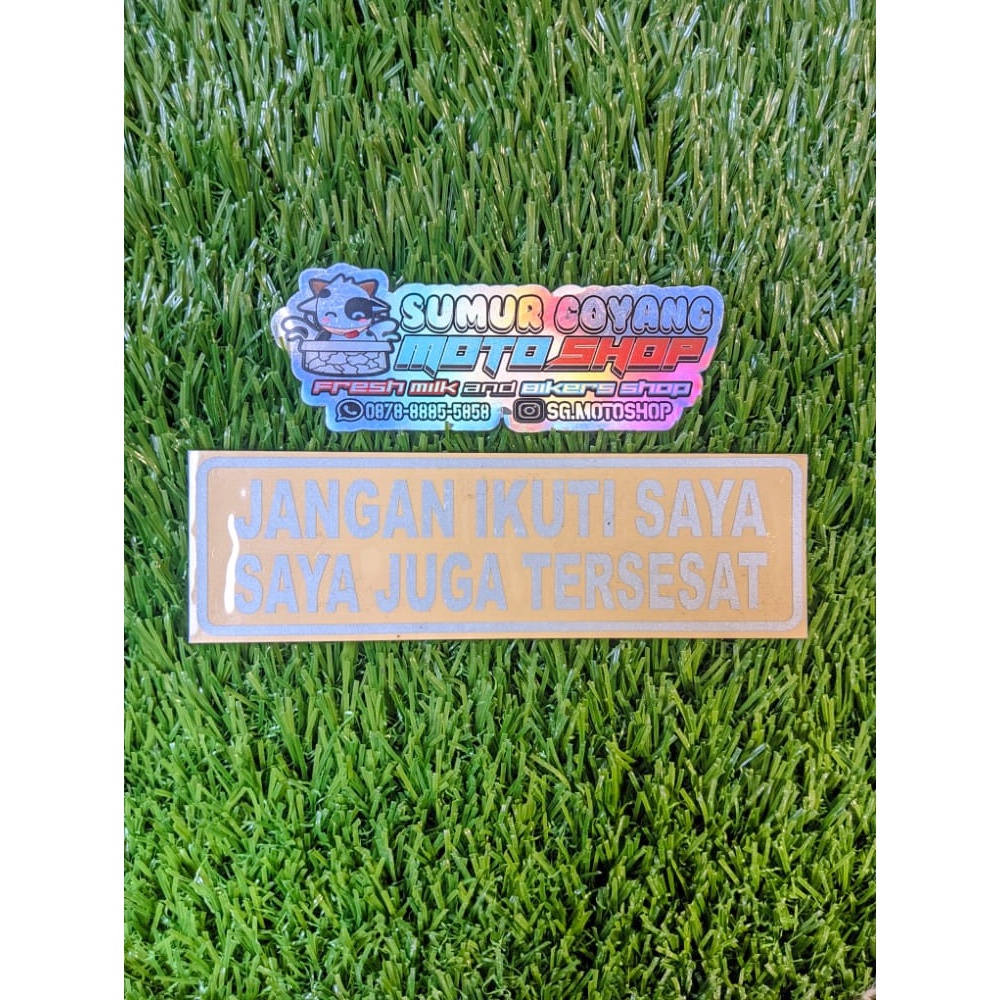 SUMUR GOYANG
MOTO SHOP
FRESH MILK AND BIKERS SHOP
0878-8885-5858 SG.MOTOSHOP
JANGAN IKUTI SAYA
SAYA JUGA TERSESAT